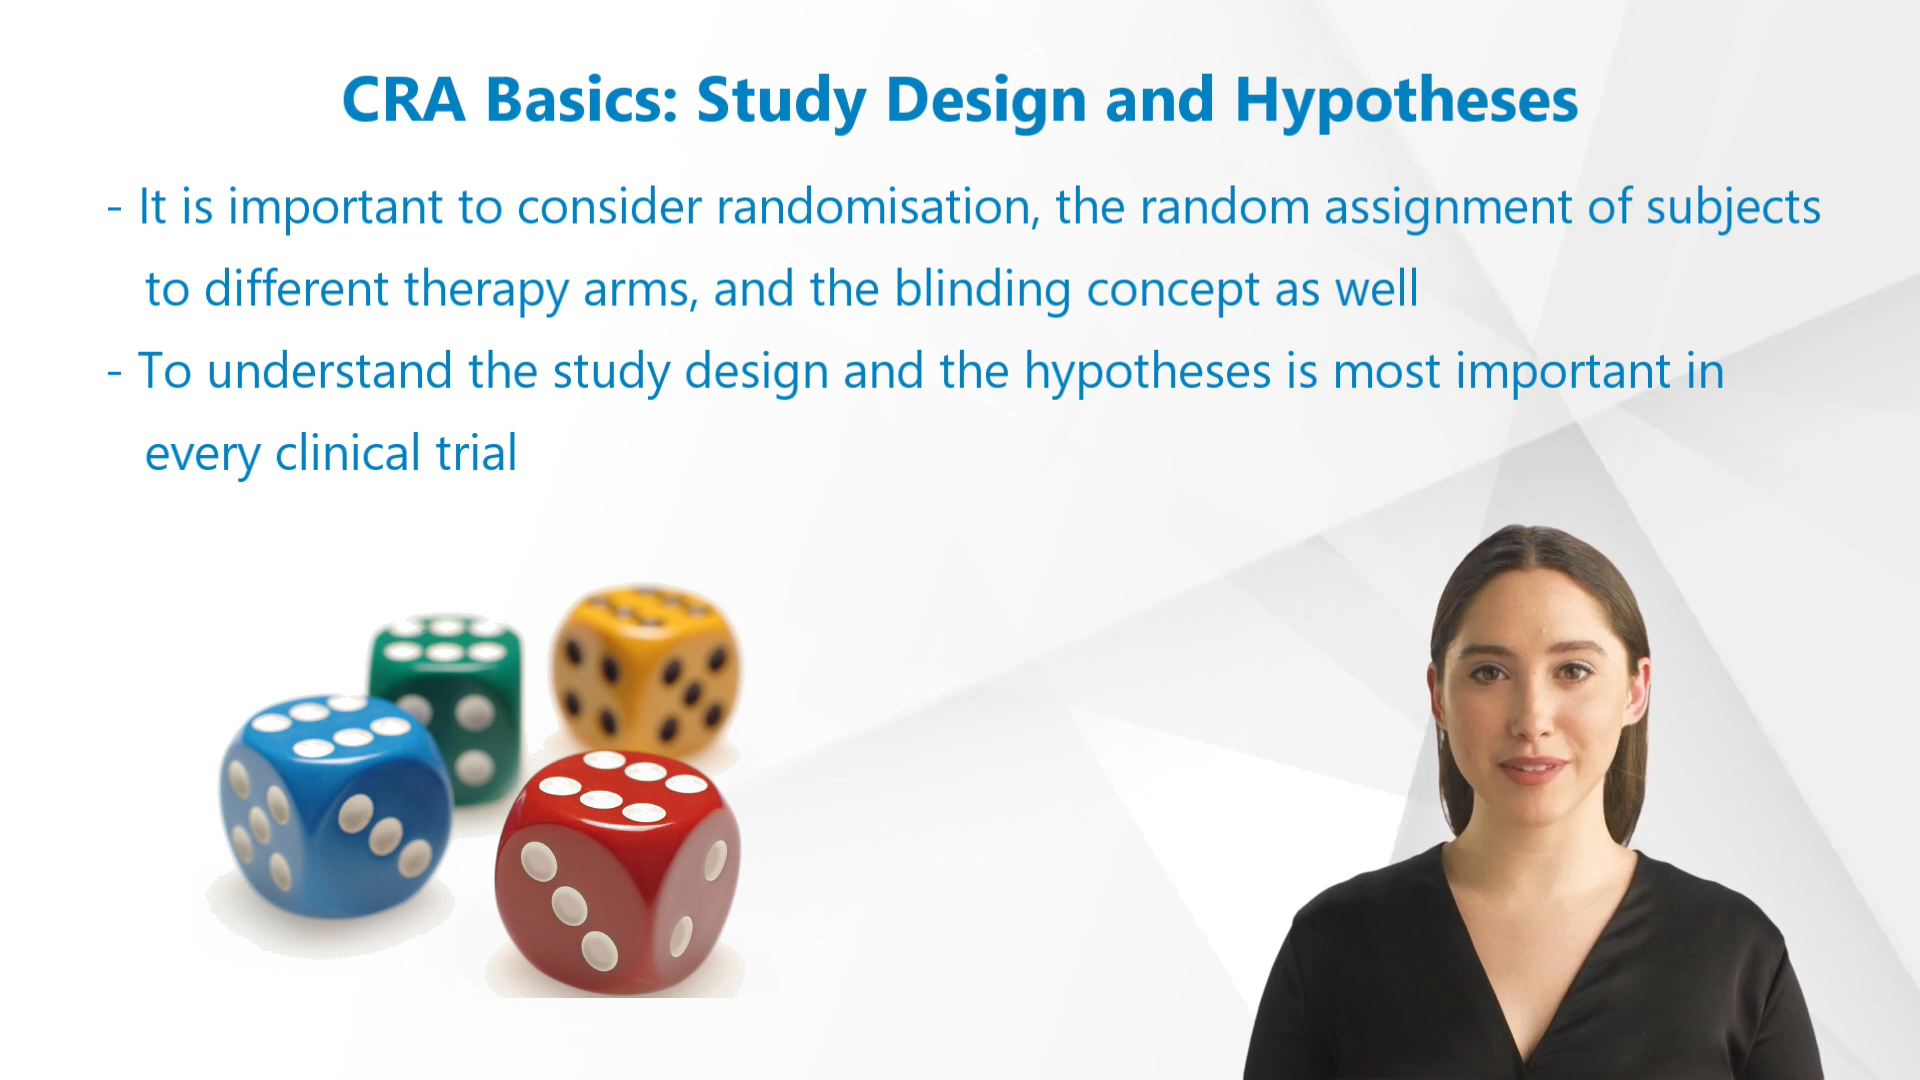 CRA Basics: Study Design and Hypotheses
- It is important to consider randomisation, the random assignment of subjects
to different therapy arms, and the blinding concept as well
- To understand the study design and the hypotheses is most important in
every clinical trial